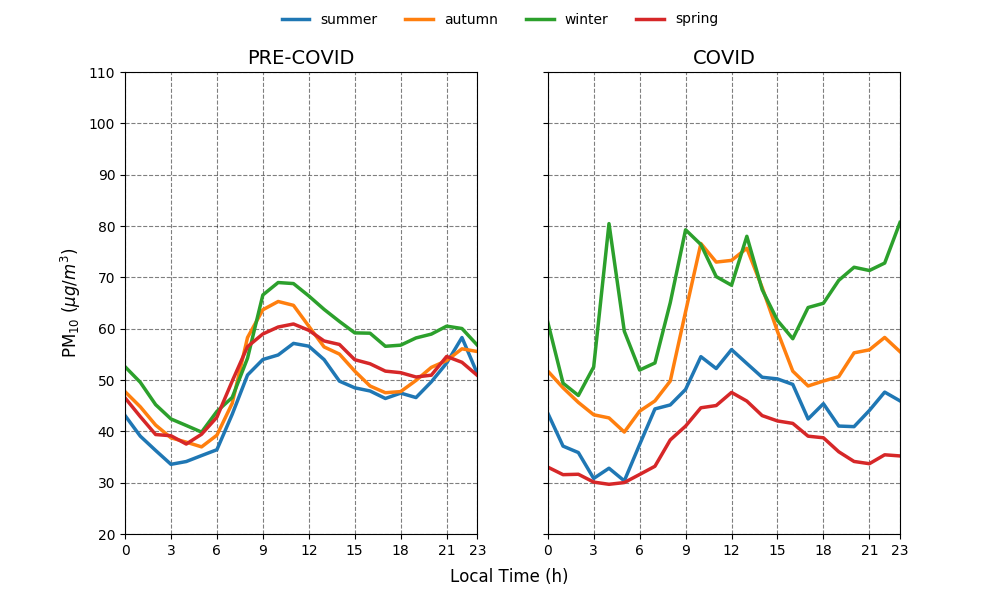 summer autumn winter spring
PRE-COVID COVID
110
100
90
80
70
60
50
40
30
20
PM₁₀ (μg/m³)
0 3 6 9 12 15 18 21 23 0 3 6 9 12 15 18 21 23
Local Time (h)